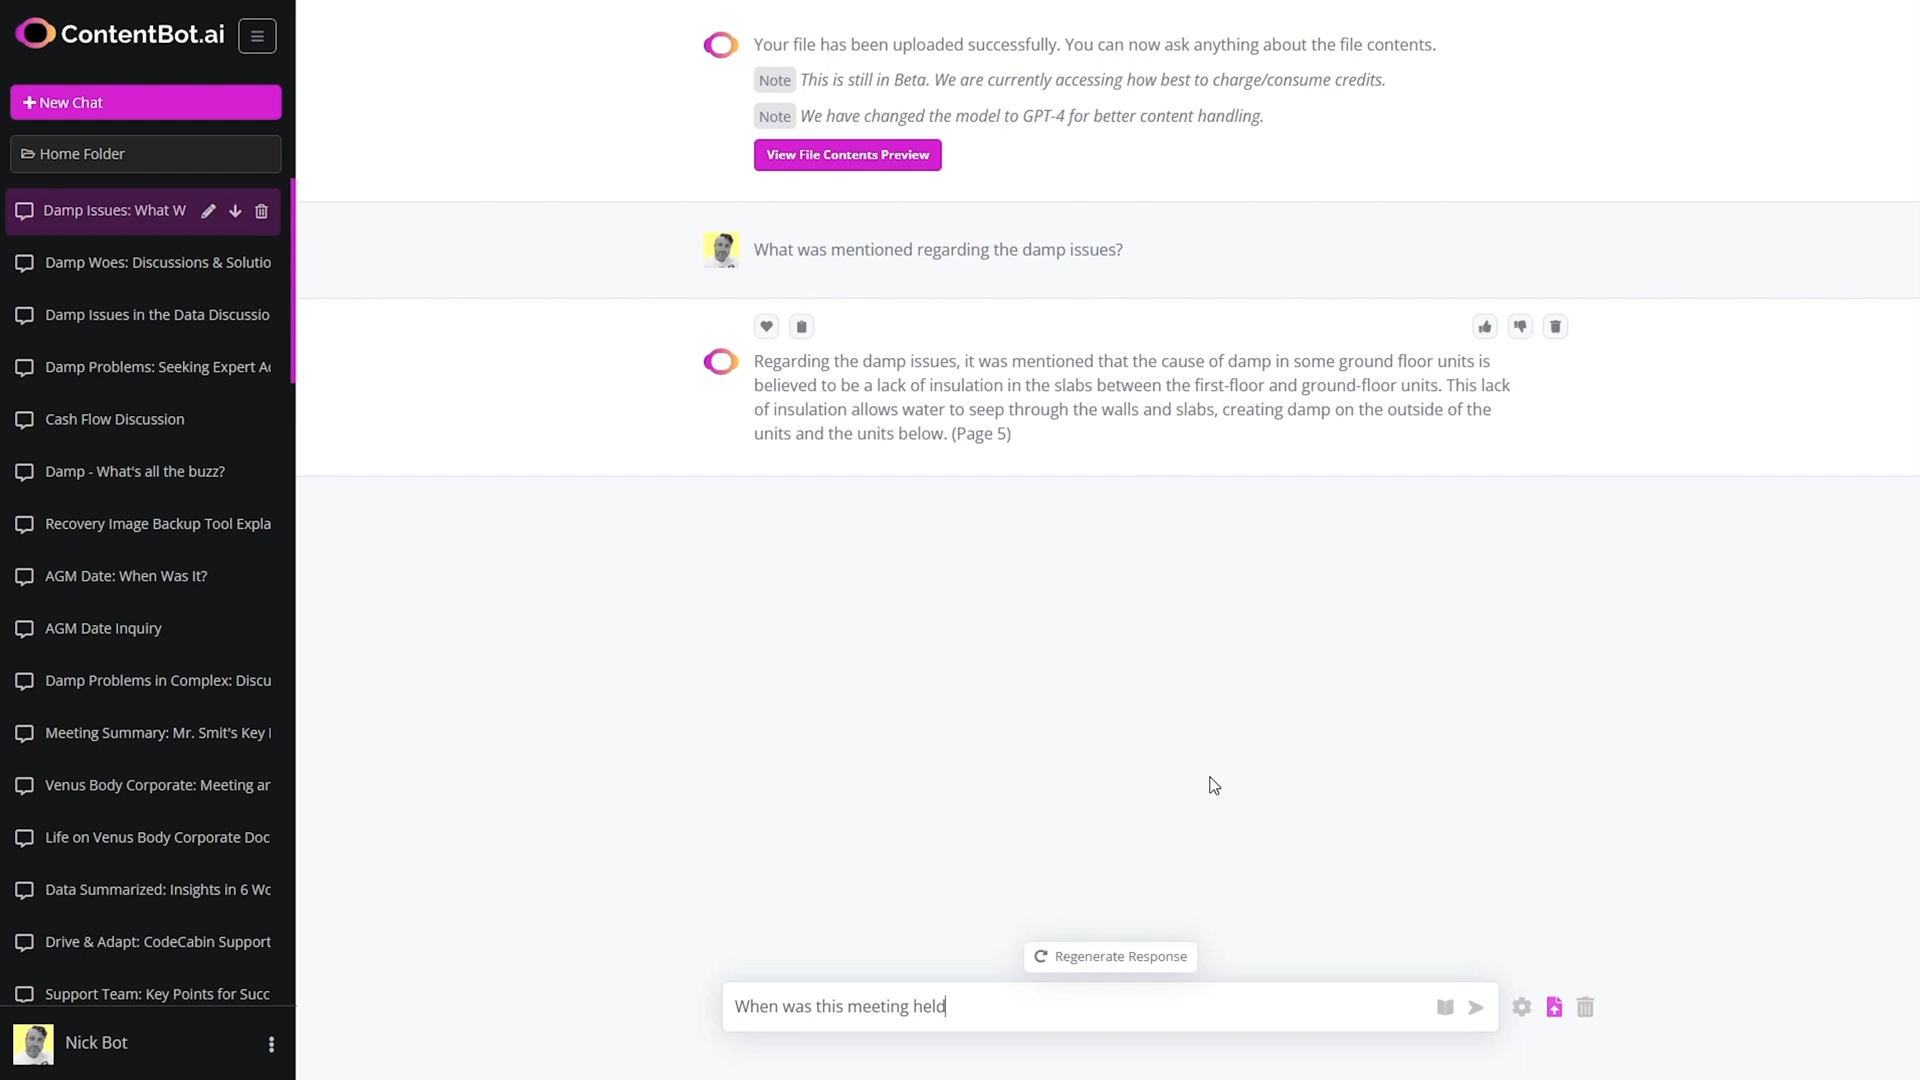 ContentBot.ai
New Chat
Home Folder
Damp Issues: What W
Damp Woes: Discussions & Solutio
Damp Issues in the Data Discussio
Damp Problems: Seeking Expert A
Cash Flow Discussion
Damp - What's all the buzz?
Recovery Image Backup Tool Expla
AGM Date: When Was It?
AGM Date Inquiry
Damp Problems in Complex: Discu
Meeting Summary: Mr. Smit's Key
Venus Body Corporate: Meeting ar
Life on Venus Body Corporate Doc
Data Summarized: Insights in 6 Wo
Drive & Adapt: CodeCabin Support
Support Team: Key Points for Succ
Nick Bot
Your file has been uploaded successfully. You can now ask anything about the file contents.
Note This is still in Beta. We are currently accessing how best to charge/consume credits.
Note We have changed the model to GPT-4 for better content handling.
View File Contents Preview
What was mentioned regarding the damp issues?
Regarding the damp issues, it was mentioned that the cause of damp in some ground floor units is
believed to be a lack of insulation in the slabs between the first-floor and ground-floor units. This lack
of insulation allows water to seep through the walls and slabs, creating damp on the outside of the
units and the units below. (Page 5)
Regenerate Response
When was this meeting held